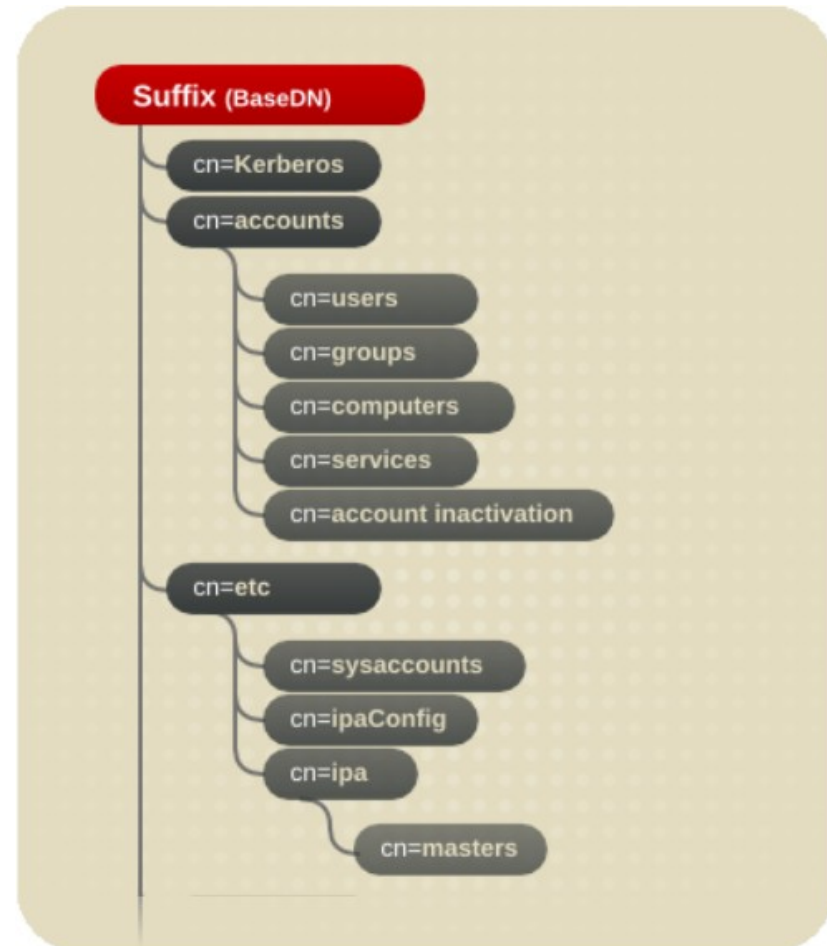 Suffix (BaseDN)
cn=Kerberos
cn=accounts
cn=users
cn=groups
cn=computers
cn=services
cn=account inactivation
cn=etc
cn=sysaccounts
cn=ipaConfig
cn=ipa
cn=masters